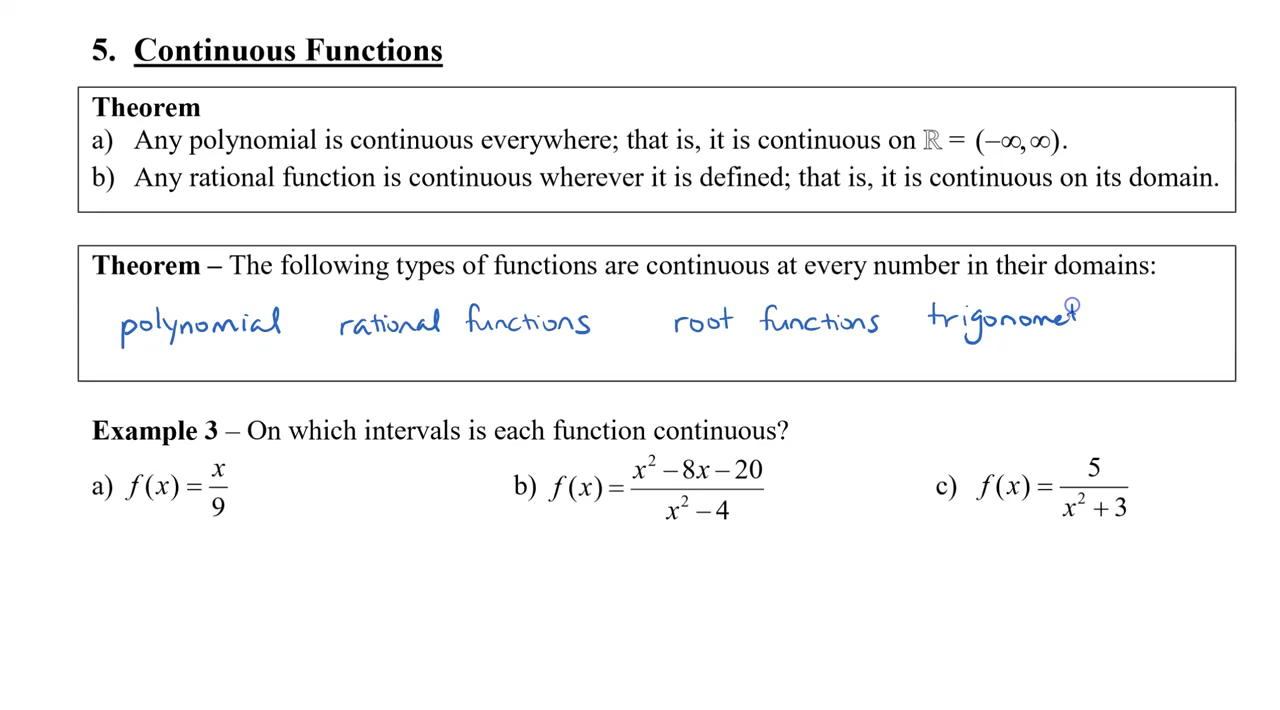 5. Continuous Functions
Theorem
a) Any polynomial is continuous everywhere; that is, it is continuous on ℝ = (−∞, ∞).
b) Any rational function is continuous wherever it is defined; that is, it is continuous on its domain.
Theorem – The following types of functions are continuous at every number in their domains:
polynomial rational functions root functions trigonomet
Example 3 – On which intervals is each function continuous?
a) f(x) = x/9 b) f(x) = (x² − 8x − 20)/(x² − 4) c) f(x) = 5/(x² + 3)